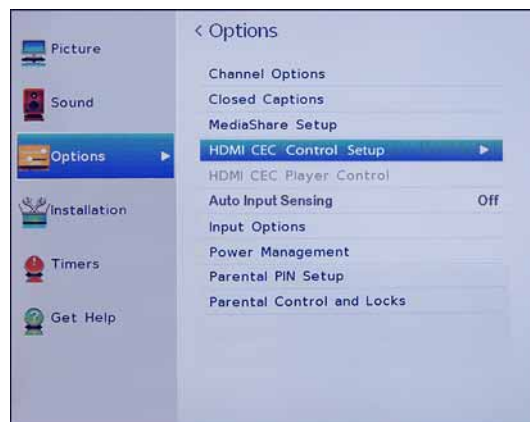 Picture
Sound
Options
Installation
Timers
Get Help
< Options
Channel Options
Closed Captions
MediaShare Setup
HDMI CEC Control Setup
HDMI CEC Player Control
Auto Input Sensing Off
Input Options
Power Management
Parental PIN Setup
Parental Control and Locks